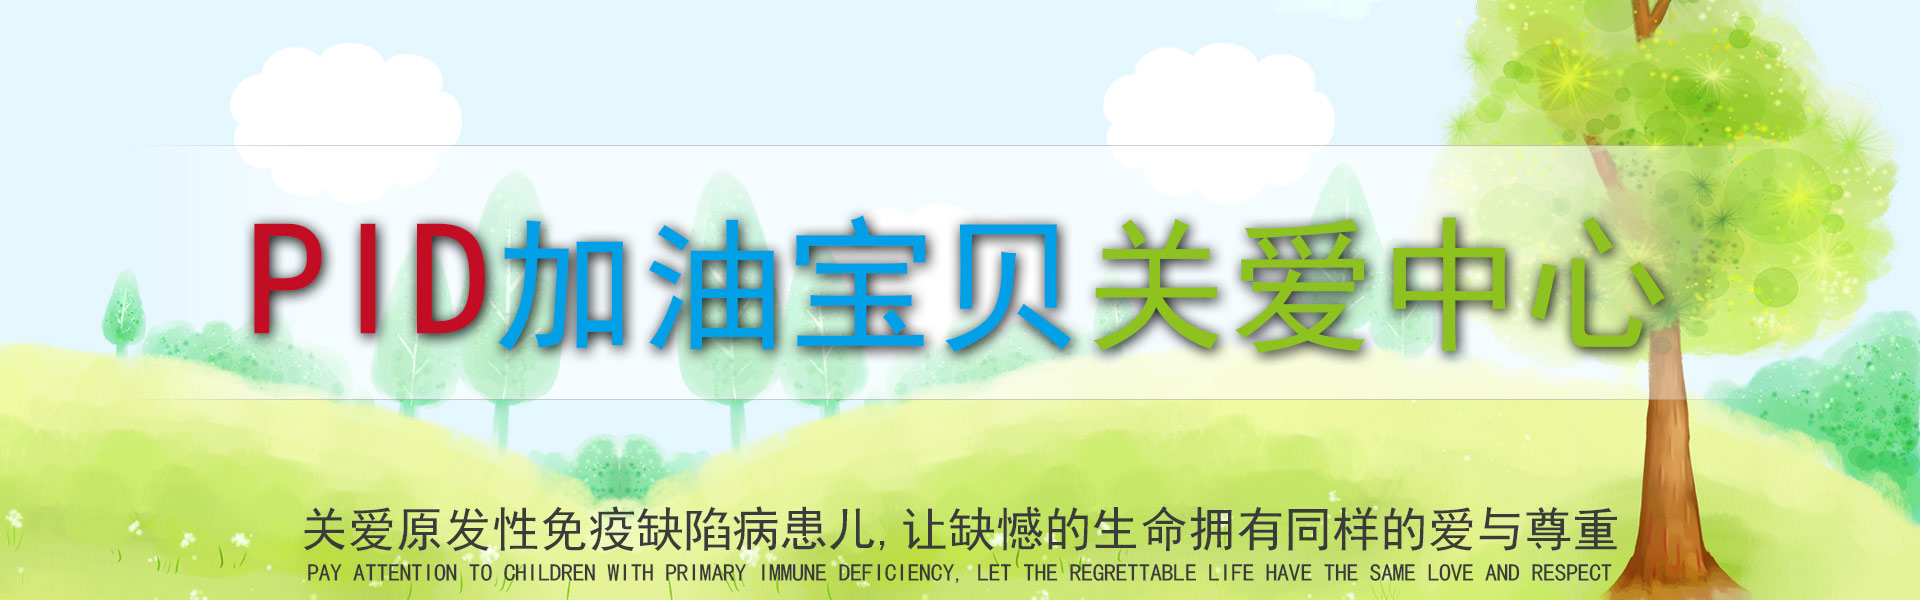 PID加油宝贝关爱中心
关爱原发性免疫缺陷病患儿,让缺憾的生命拥有同样的爱与尊重
PAY ATTENTION TO CHILDREN WITH PRIMARY IMMUNE DEFICIENCY, LET THE REGRETTABLE LIFE HAVE THE SAME LOVE AND RESPECT